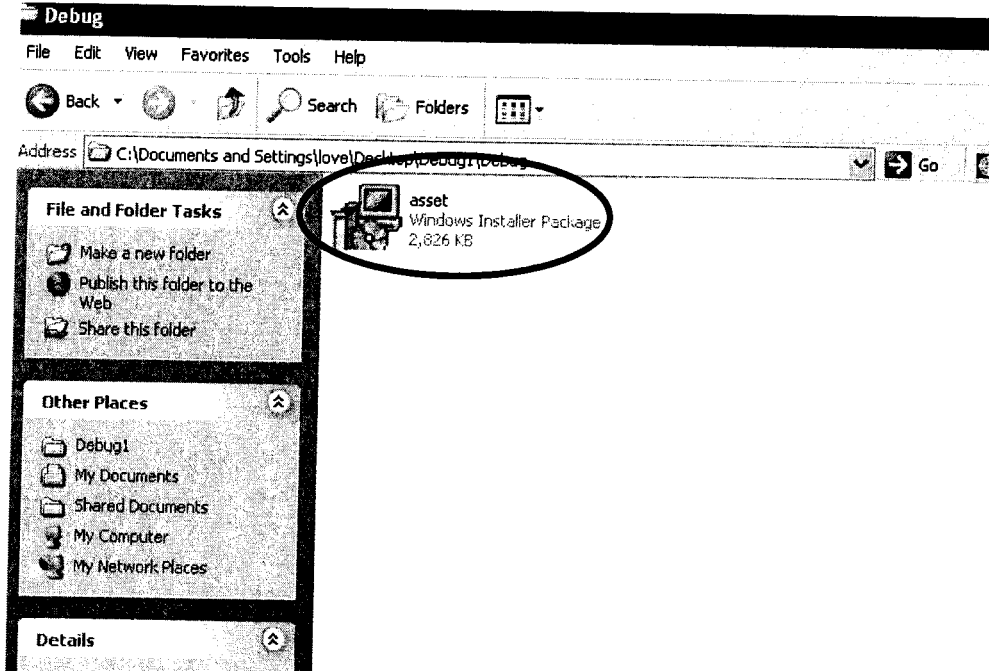 Debug
File Edit View Favorites Tools Help
Back Search Folders
Address C:\Documents and Settings\love\Desktop\Debug1\Debug Go
File and Folder Tasks
Make a new folder
Publish this folder to the
Web
Share this folder
asset
Windows Installer Package
2,826 KB
Other Places
Debug1
My Documents
Shared Documents
My Computer
My Network Places
Details